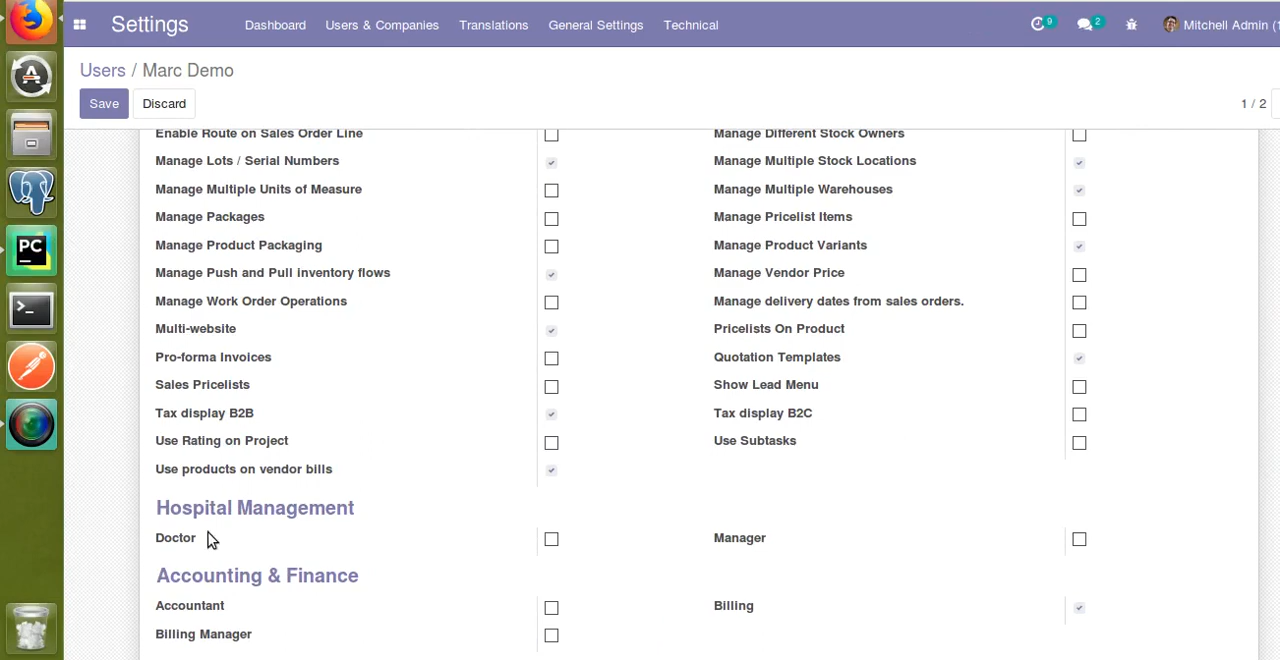 Settings Dashboard Users & Companies Translations General Settings Technical 9 2 Mitchell Admin (1
Users / Marc Demo
Save Discard 1 / 2
Enable Route on Sales Order Line Manage Different Stock Owners
Manage Lots / Serial Numbers Manage Multiple Stock Locations
Manage Multiple Units of Measure Manage Multiple Warehouses
Manage Packages Manage Pricelist Items
Manage Product Packaging Manage Product Variants
Manage Push and Pull inventory flows Manage Vendor Price
Manage Work Order Operations Manage delivery dates from sales orders.
Multi-website Pricelists On Product
Pro-forma Invoices Quotation Templates
Sales Pricelists Show Lead Menu
Tax display B2B Tax display B2C
Use Rating on Project Use Subtasks
Use products on vendor bills
Hospital Management
Doctor Manager
Accounting & Finance
Accountant Billing
Billing Manager
A
PC
>_